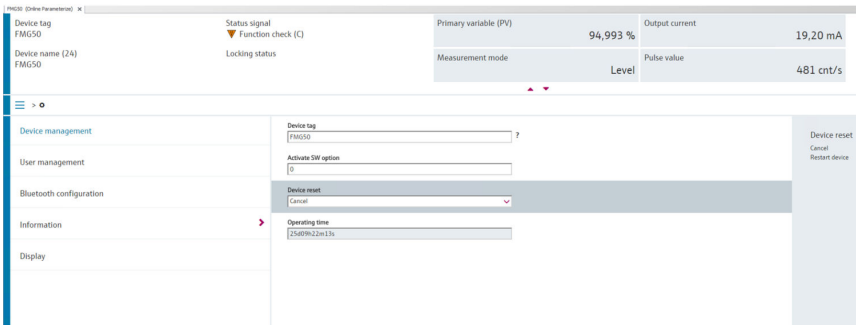 FMG50 (Online Parameterize) ×
Device tag
FMG50
Status signal
Function check (C)
Primary variable (PV)
94,993 %
Output current
19,20 mA
Device name (24)
FMG50
Locking status
Measurement mode
Level
Pulse value
481 cnt/s
>
Device management
User management
Bluetooth configuration
Information
Display
Device tag
FMG50
?
Activate SW option
0
Device reset
Cancel
Operating time
25d09h22m13s
Device reset
Cancel
Restart device